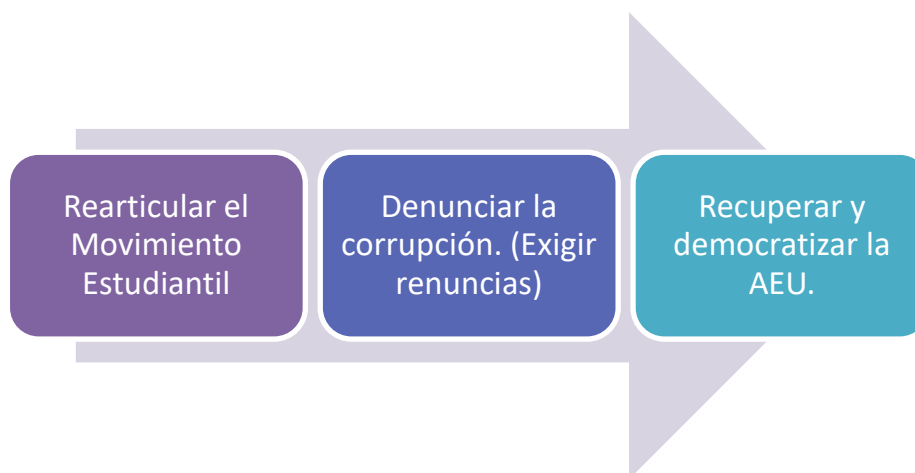 Rearticular el
Movimiento
Estudiantil
Denunciar la
corrupción. (Exigir
renuncias)
Recuperar y
democratizar la
AEU.